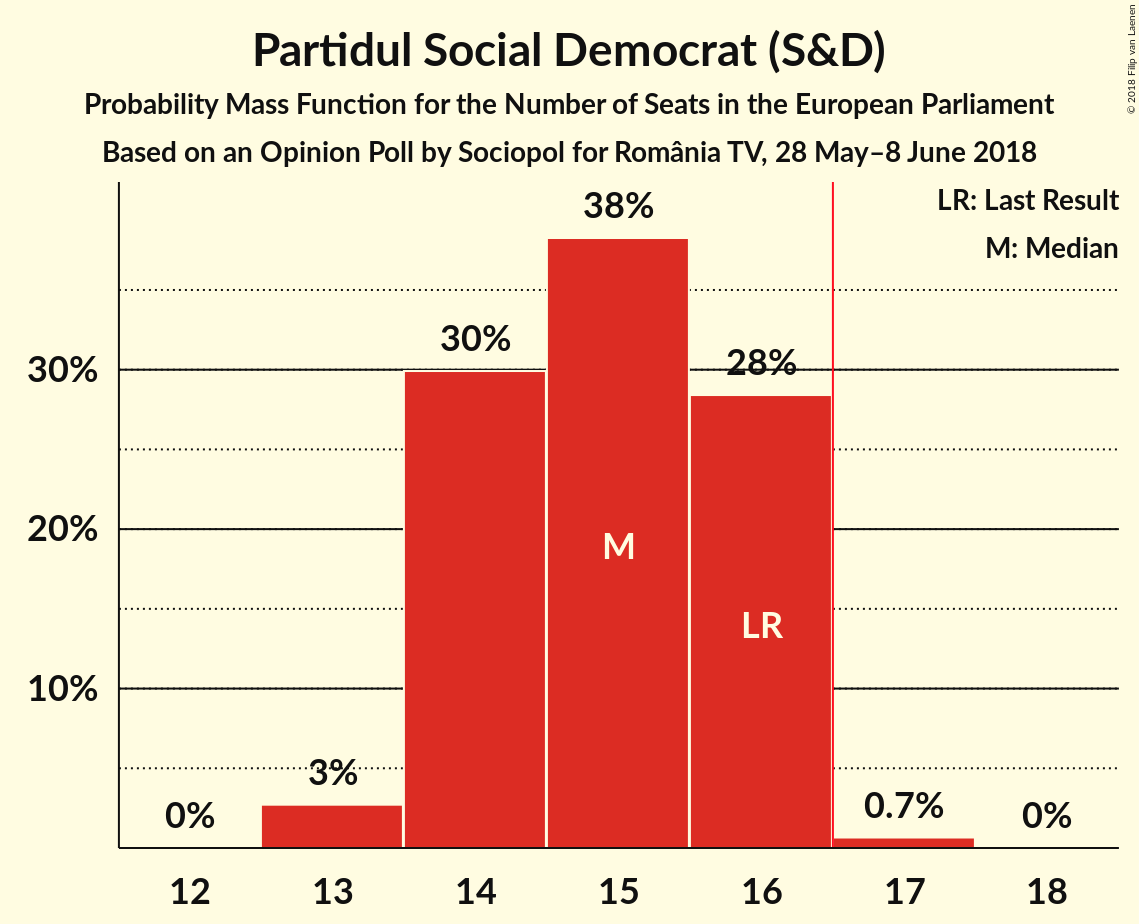 Partidul Social Democrat (S&D)
Probability Mass Function for the Number of Seats in the European Parliament
Based on an Opinion Poll by Sociopol for România TV, 28 May–8 June 2018
© 2018 Filip van Laenen
LR: Last Result
M: Median
38%
30%
28%
30%
20%
M
LR
10%
3%
0%
0.7%
0%
12 13 14 15 16 17 18